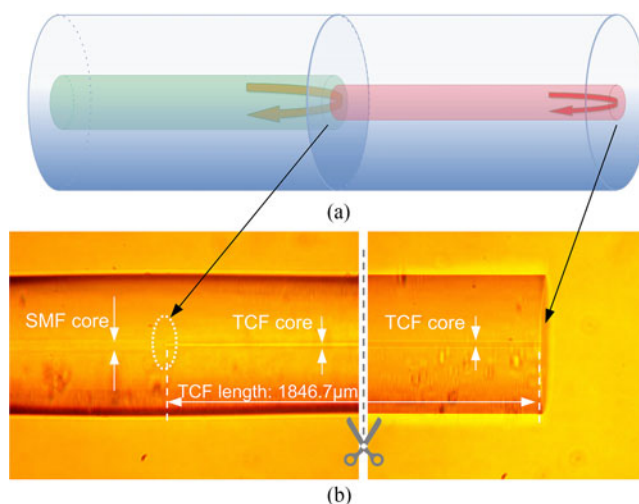 (a)
SMF core
TCF core
TCF core
TCF length: 1846.7μm
(b)